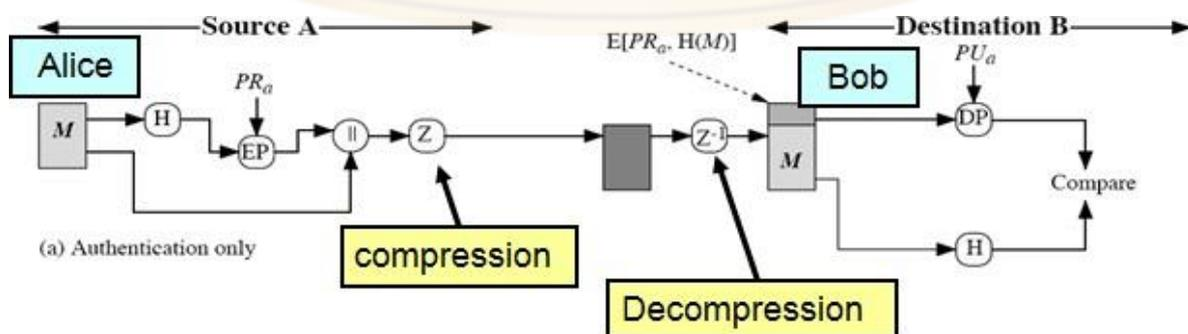 Source A
Destination B
E[PRa, H(M)]
Alice
Bob
PRa
PUa
M
H
EP
||
Z
Z-1
M
DP
Compare
H
(a) Authentication only
compression
Decompression